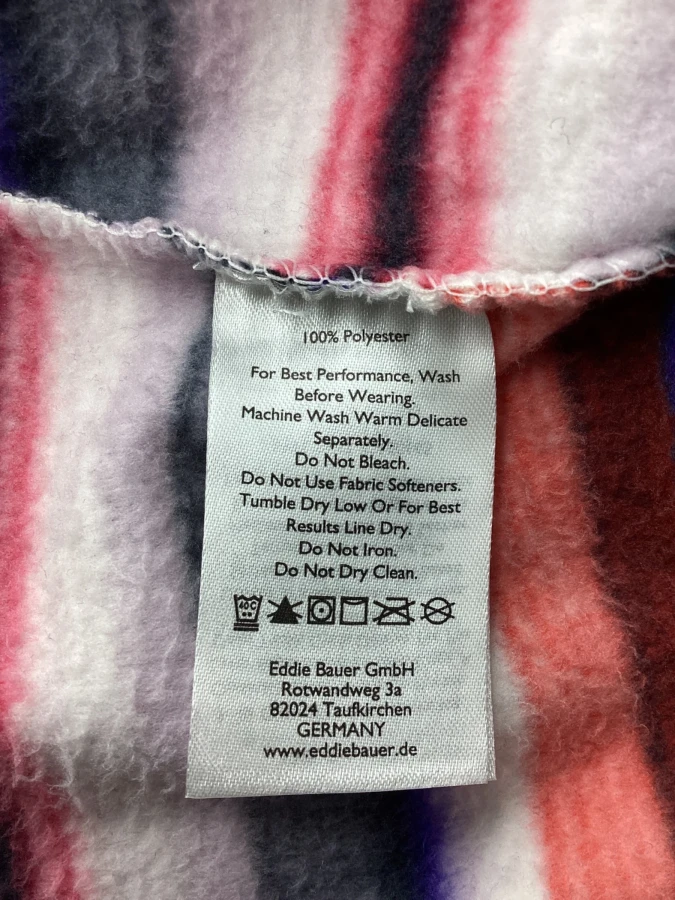 100% Polyester
For Best Performance, Wash
Before Wearing.
Machine Wash Warm Delicate
Separately.
Do Not Bleach.
Do Not Use Fabric Softeners.
Tumble Dry Low Or For Best
Results Line Dry.
Do Not Iron.
Do Not Dry Clean.
40C
Eddie Bauer GmbH
Rotwandweg 3a
82024 Taufkirchen
GERMANY
www.eddiebauer.de